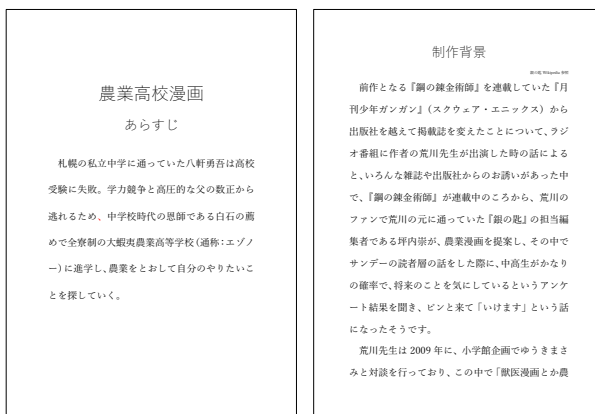 農業高校漫画
あらすじ
札幌の私立中学に通っていた八軒勇吾は高校
受験に失敗。学力競争と高圧的な父の数正から
逃れるため、中学校時代の恩師である白石の薦
めで全寮制の大蝦夷農業高等学校(通称:エゾノ
ー)に進学し、農業をとおして自分のやりたいこ
とを探していく。
制作背景
銀の匙 Wikipedia 参照
前作となる『鋼の錬金術師』を連載していた『月
刊少年ガンガン』(スクウェア・エニックス)から
出版社を越えて掲載誌を変えたことについて、ラジ
オ番組に作者の荒川先生が出演した時の話による
と、いろんな雑誌や出版社からのお誘いがあった中
で、『鋼の錬金術師』が連載中のころから、荒川の
ファンで荒川の元に通っていた『銀の匙』の担当編
集者である坪内崇が、農業漫画を提案し、その中で
サンデーの読者層の話をした際に、中高生がかなり
の確率で、将来のことを気にしているというアンケ
ート結果を聞き、ピンと来て「いけます」という話
になったそうです。
荒川先生は 2009 年に、小学館企画でゆうきまさ
みと対談を行っており、この中で「獣医漫画とか農